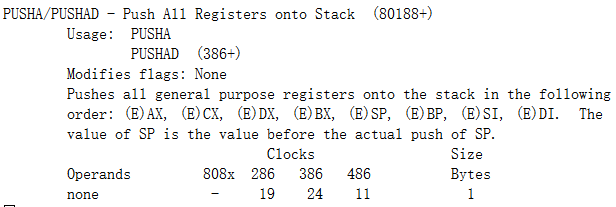 PUSHA/PUSHAD - Push All Registers onto Stack (80188+)
Usage: PUSHA
PUSHAD (386+)
Modifies flags: None
Pushes all general purpose registers onto the stack in the following
order: (E)AX, (E)CX, (E)DX, (E)BX, (E)SP, (E)BP, (E)SI, (E)DI. The
value of SP is the value before the actual push of SP.
Clocks Size
Operands 808x 286 386 486 Bytes
none - 19 24 11 1